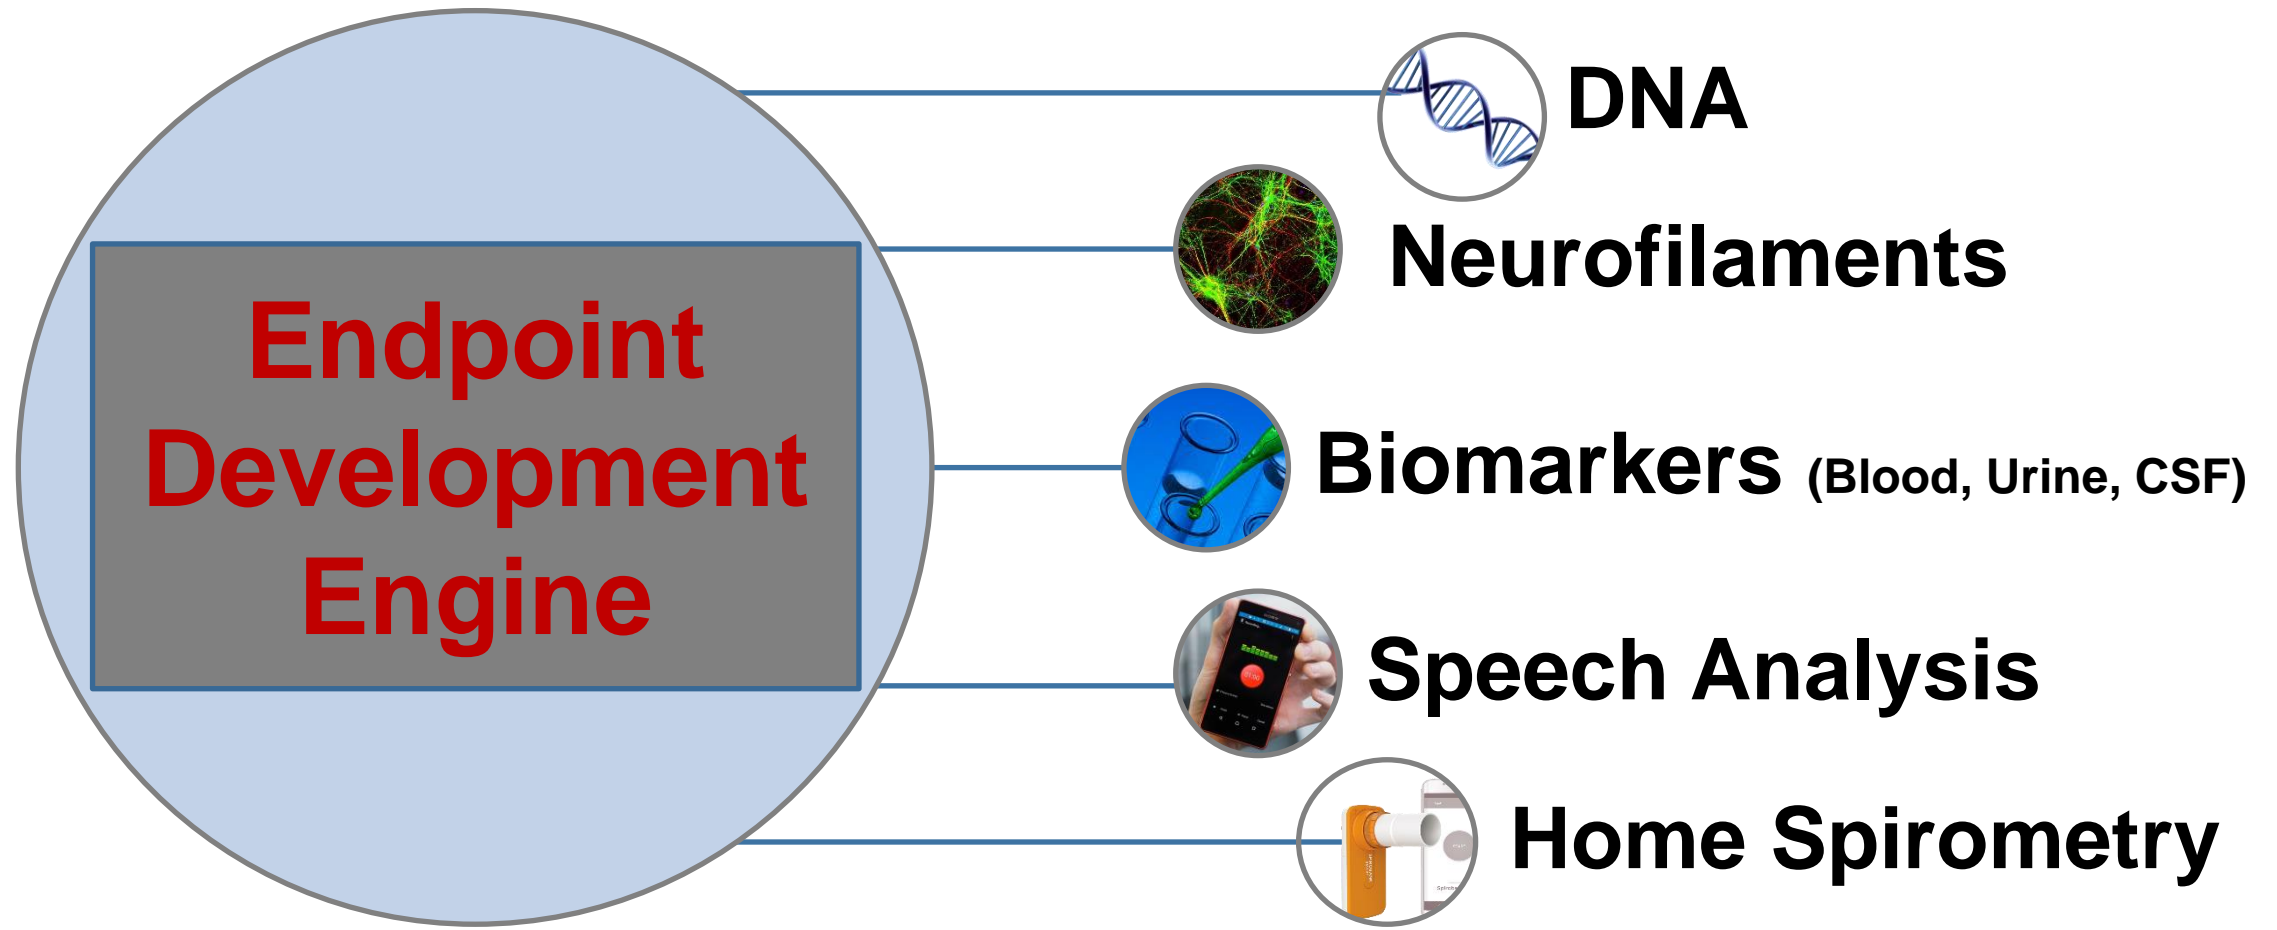 Endpoint
Development
Engine
DNA
Neurofilaments
Biomarkers (Blood, Urine, CSF)
Speech Analysis
Home Spirometry